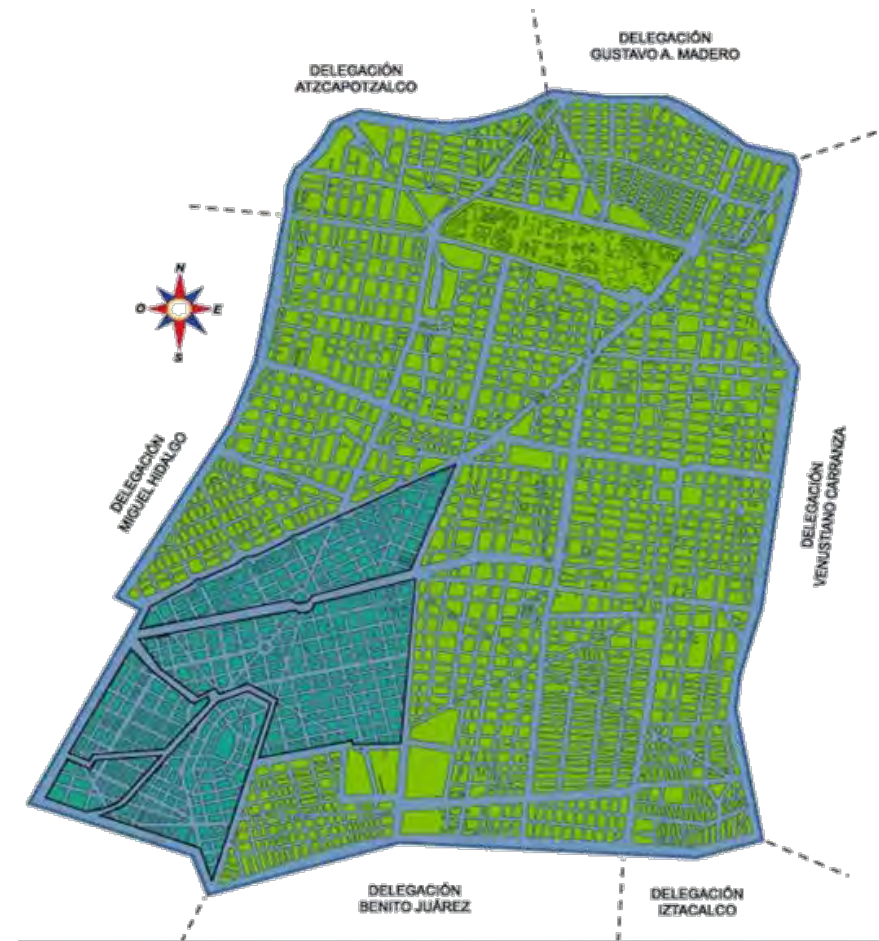 DELEGACIÓN
GUSTAVO A. MADERO
DELEGACIÓN
ATZCAPOTZALCO
N
O
E
S
DELEGACIÓN
MIGUEL HIDALGO
DELEGACIÓN
VENUSTIANO CARRANZA
DELEGACIÓN
BENITO JUÁREZ
DELEGACIÓN
IZTACALCO